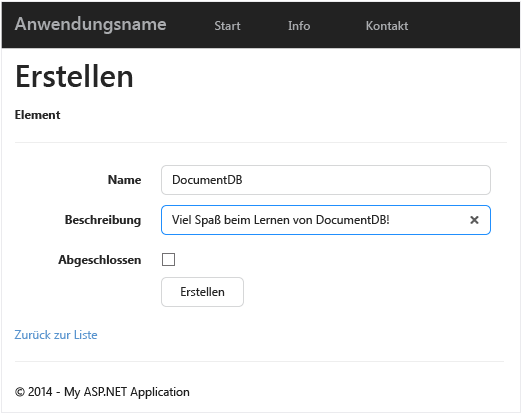 Anwendungsname Start Info Kontakt
Erstellen
Element
Name DocumentDB
Beschreibung Viel Spaß beim Lernen von DocumentDB!
Abgeschlossen
Erstellen
Zurück zur Liste
© 2014 - My ASP.NET Application